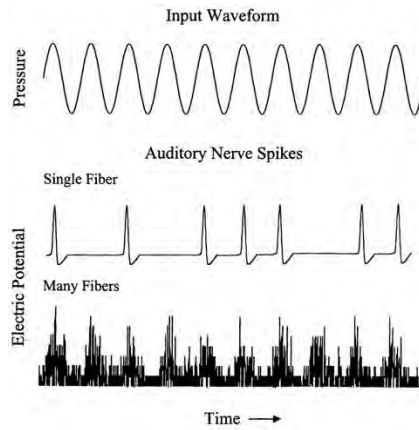 Input Waveform
Pressure
Auditory Nerve Spikes
Single Fiber
Electric Potential
Many Fibers
Time